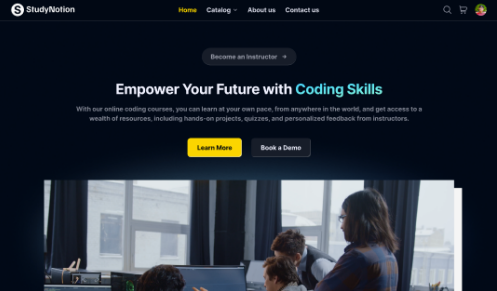 StudyNotion
Home Catalog About us Contact us
Become an Instructor
Empower Your Future with Coding Skills
With our online coding courses, you can learn at your own pace, from anywhere in the world, and get access to a
wealth of resources, including hands-on projects, quizzes, and personalized feedback from instructors.
Learn More Book a Demo